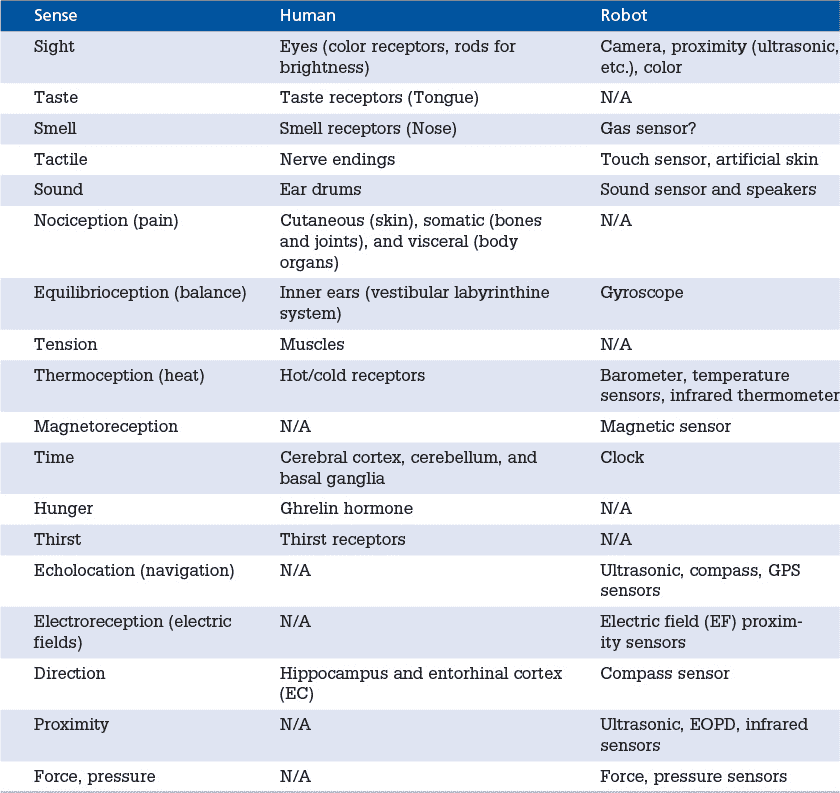 Sense Human Robot
Sight Eyes (color receptors, rods for Camera, proximity (ultrasonic,
brightness) etc.), color
Taste Taste receptors (Tongue) N/A
Smell Smell receptors (Nose) Gas sensor?
Tactile Nerve endings Touch sensor, artificial skin
Sound Ear drums Sound sensor and speakers
Nociception (pain) Cutaneous (skin), somatic (bones N/A
and joints), and visceral (body
organs)
Equilibrioception (balance) Inner ears (vestibular labyrinthine Gyroscope
system)
Tension Muscles N/A
Thermoception (heat) Hot/cold receptors Barometer, temperature
sensors, infrared thermometer
Magnetoreception N/A Magnetic sensor
Time Cerebral cortex, cerebellum, and Clock
basal ganglia
Hunger Ghrelin hormone N/A
Thirst Thirst receptors N/A
Echolocation (navigation) N/A Ultrasonic, compass, GPS
sensors
Electroreception (electric N/A Electric field (EF) proxim-
fields) ity sensors
Direction Hippocampus and entorhinal cortex Compass sensor
(EC)
Proximity N/A Ultrasonic, EOPD, infrared
sensors
Force, pressure N/A Force, pressure sensors